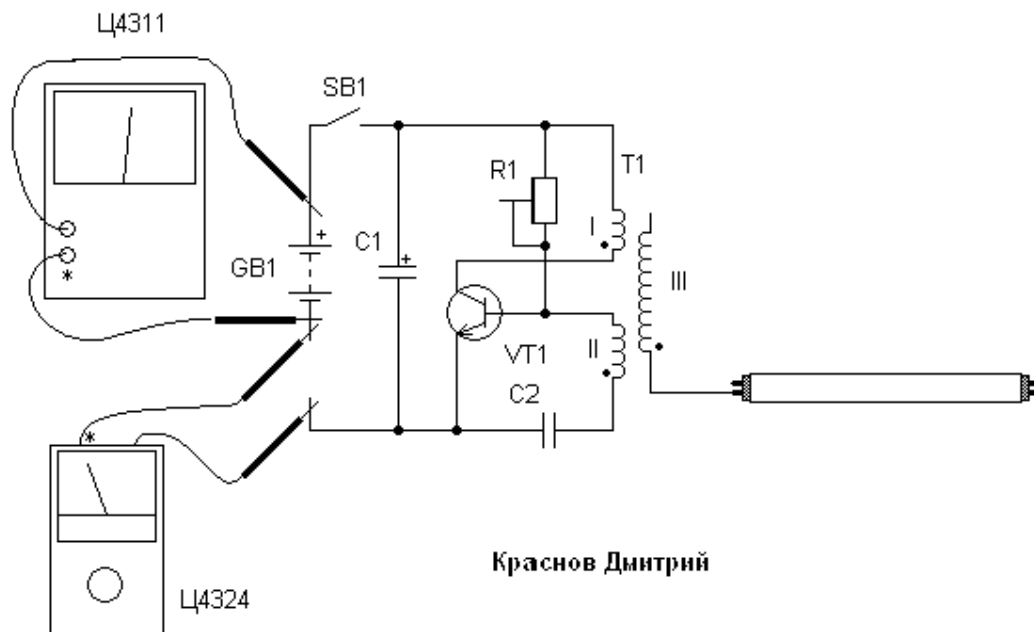 Ц4311
SB1
R1
T1
I
*
GB1
+
C1
+
III
VT1
II
C2
*
Краснов Дмитрий
Ц4324